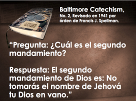 Baltimore Catechism,
No. 2, Revisado en 1941 por
orden de Francis J. Spellman.
"Pregunta: ¿Cuál es el segundo
mandamiento?
Respuesta: El segundo
mandamiento de Dios es: No
tomarás el nombre de Jehová
tu Dios en vano."